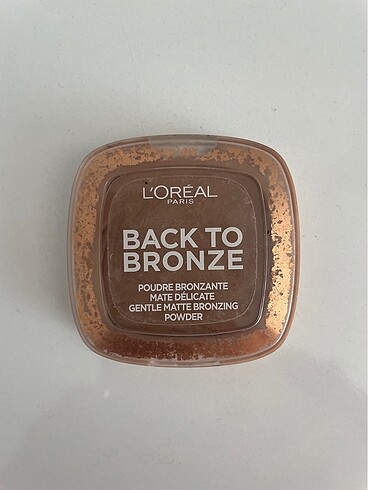 L'ORÉAL
PARIS
BACK TO
BRONZE
POUDRE BRONZANTE
MATE DÉLICATE
GENTLE MATTE BRONZING
POWDER